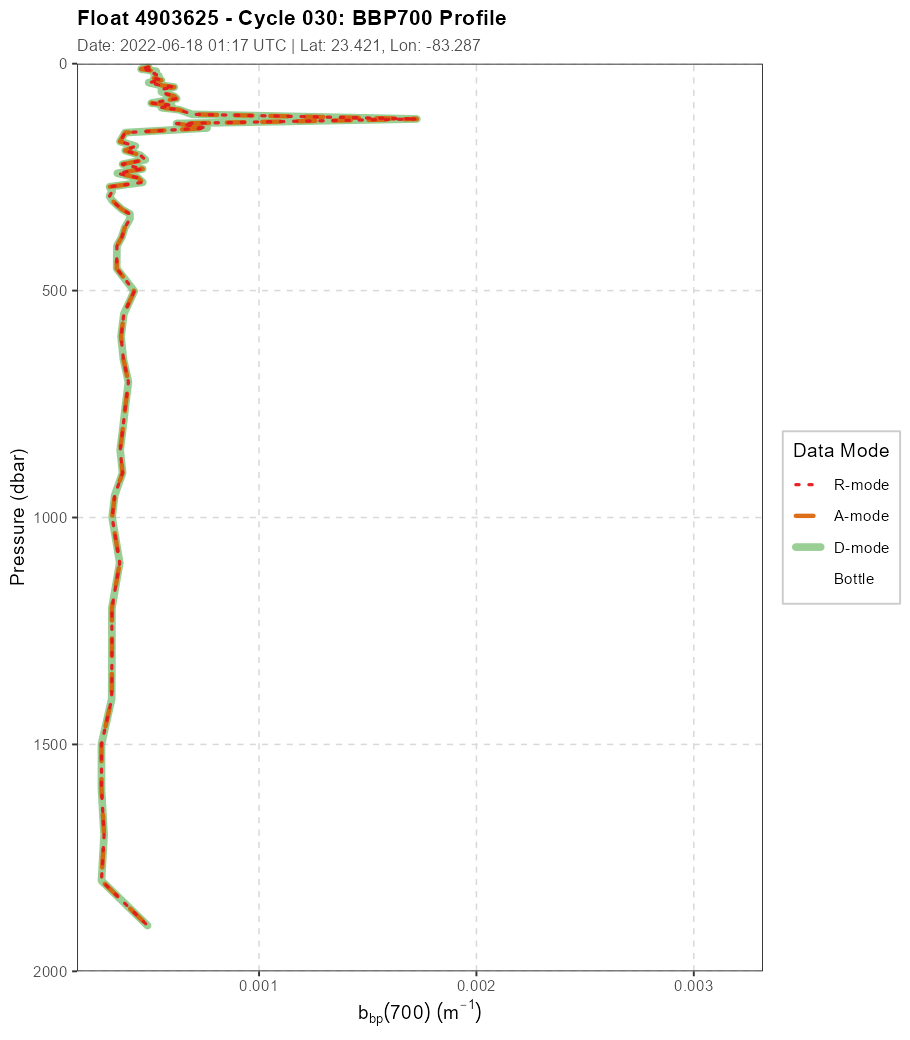 Float 4903625 - Cycle 030: BBP700 Profile
Date: 2022-06-18 01:17 UTC | Lat: 23.421, Lon: -83.287
0
500
1000
1500
2000
Pressure (dbar)
0.001
0.002
0.003
b_bp(700) (m⁻¹)
Data Mode
R-mode
A-mode
D-mode
Bottle